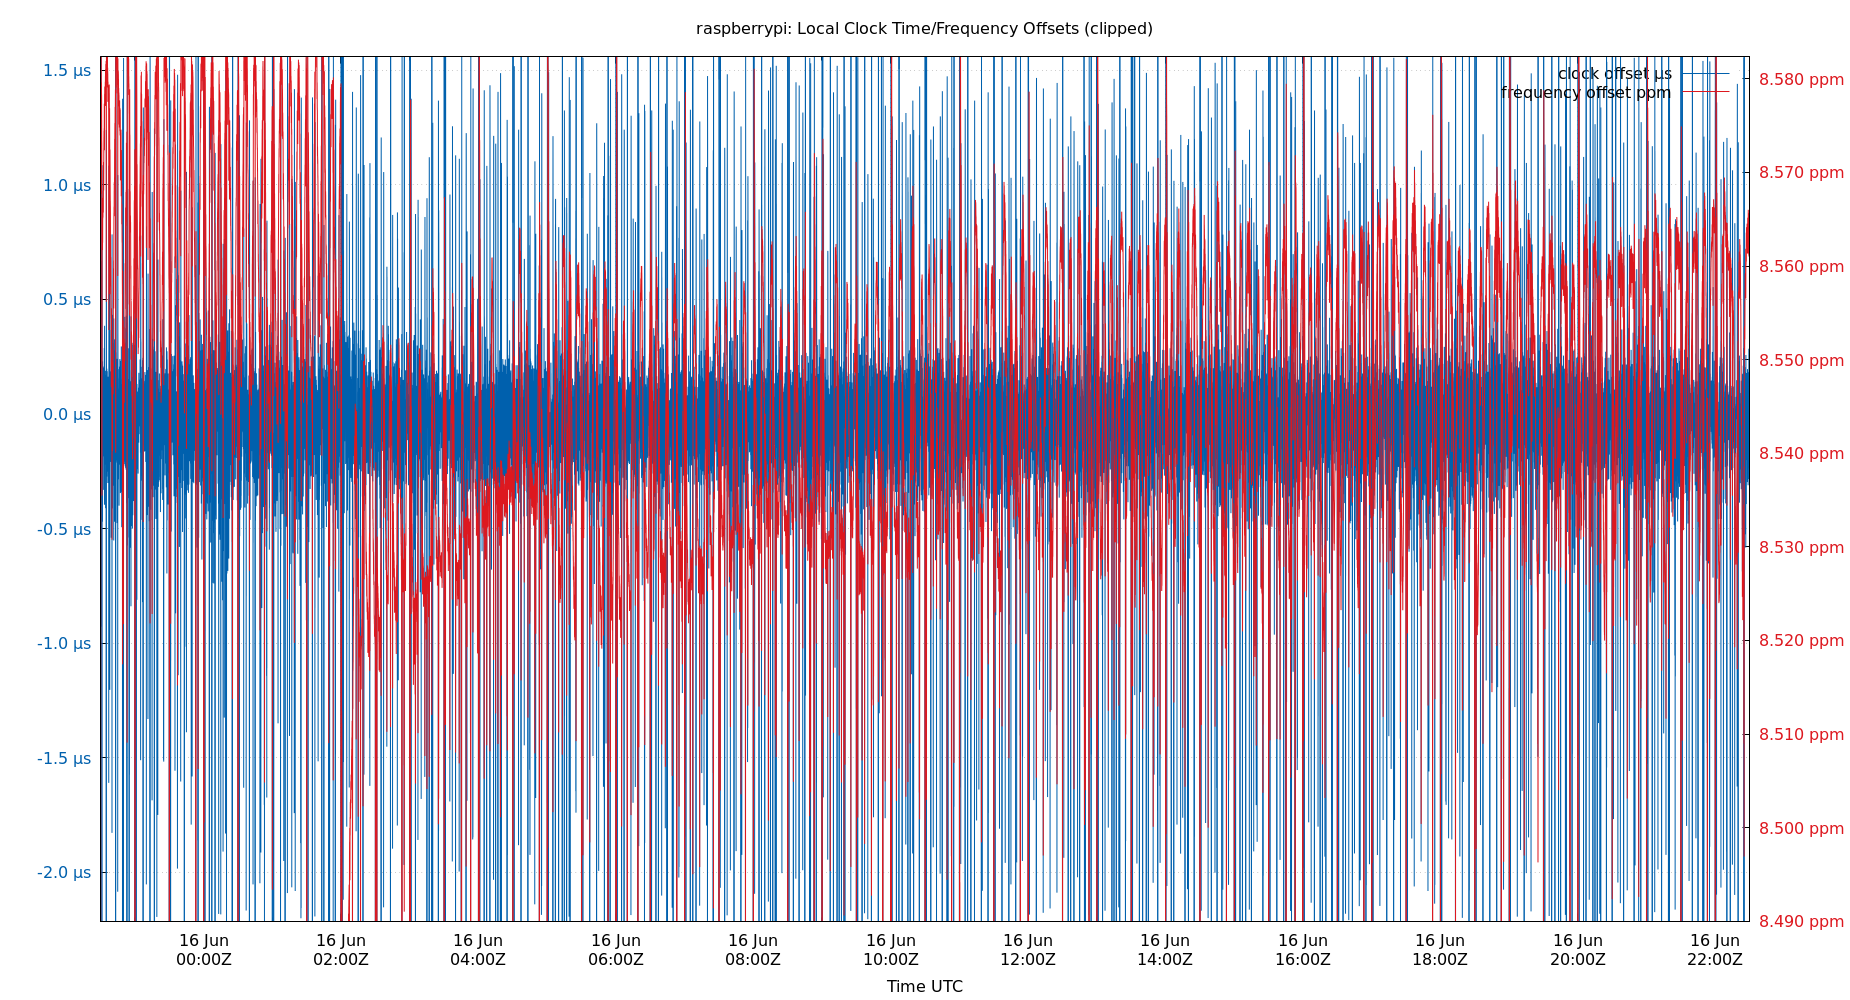 raspberrypi: Local Clock Time/Frequency Offsets (clipped)
1.5 µs
1.0 µs
0.5 µs
0.0 µs
-0.5 µs
-1.0 µs
-1.5 µs
-2.0 µs
clock offset µs
frequency offset ppm
8.580 ppm
8.570 ppm
8.560 ppm
8.550 ppm
8.540 ppm
8.530 ppm
8.520 ppm
8.510 ppm
8.500 ppm
8.490 ppm
16 Jun 16 Jun 16 Jun 16 Jun 16 Jun 16 Jun 16 Jun 16 Jun 16 Jun 16 Jun 16 Jun 16 Jun
00:00Z 02:00Z 04:00Z 06:00Z 08:00Z 10:00Z 12:00Z 14:00Z 16:00Z 18:00Z 20:00Z 22:00Z
Time UTC